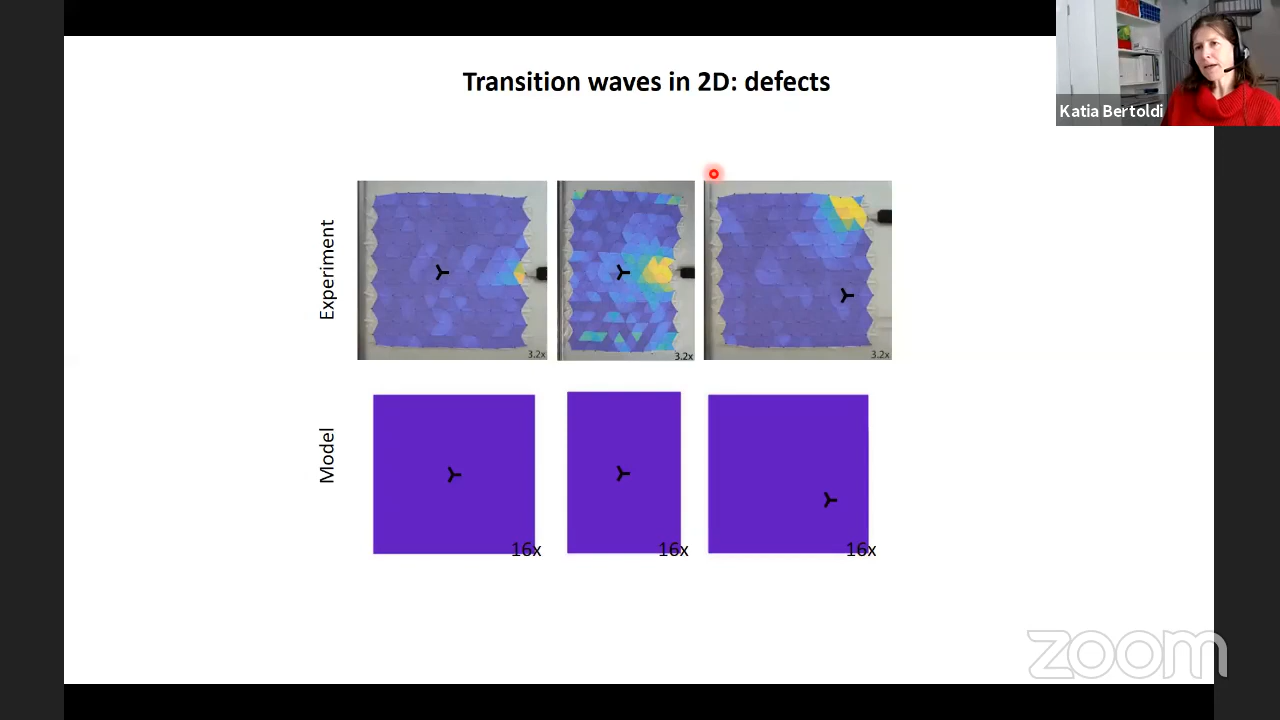 Transition waves in 2D: defects
Katia Bertoldi
Experiment
3.2x
3.2x
3.2x
Model
16x
16x
16x
zoom